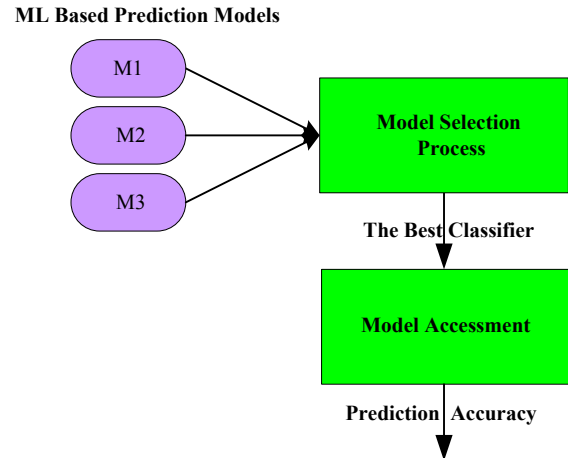 ML Based Prediction Models
M1
M2
M3
Model Selection
Process
The Best Classifier
Model Accessment
Prediction Accuracy